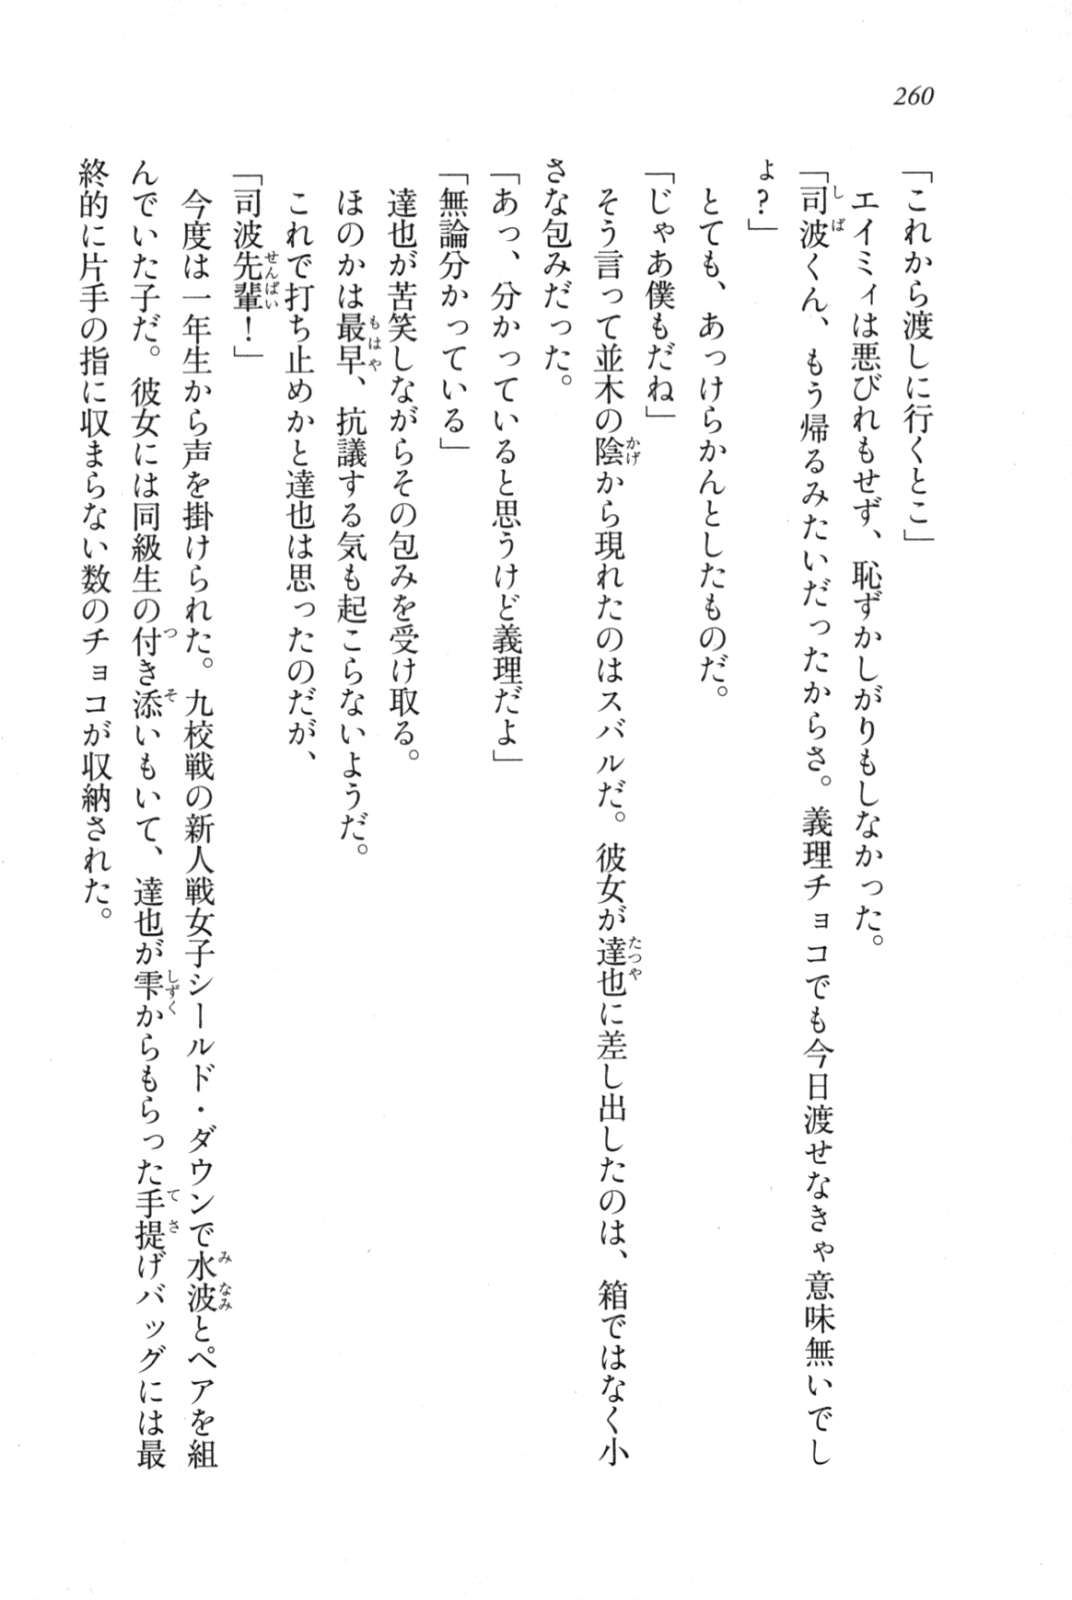 260
「これから渡しに行くとこ」
エイミィは悪びれもせず、恥ずかしがりもしなかった。
「司波くん、もう帰るみたいだったからさ。義理チョコでも今日渡せなきゃ意味無いでし
ょ?」
とても、あっけらかんとしたものだ。
「じゃあ僕もだね」
そう言って並木の陰から現れたのはスバルだ。彼女が達也に差し出したのは、箱ではなく小
さな包みだった。
「あっ、分かっていると思うけど義理だよ」
「無論分かっている」
達也が苦笑しながらその包みを受け取る。
ほのかは最早、抗議する気も起こらないようだ。
これで打ち止めかと達也は思ったのだが、
「司波先輩!」
今度は一年生から声を掛けられた。九校戦の新人戦女子シールド・ダウンで水波とペアを組
んでいた子だ。彼女には同級生の付き添いもいて、達也が雫からもらった手提げバッグには最
終的に片手の指に収まらない数のチョコが収納された。